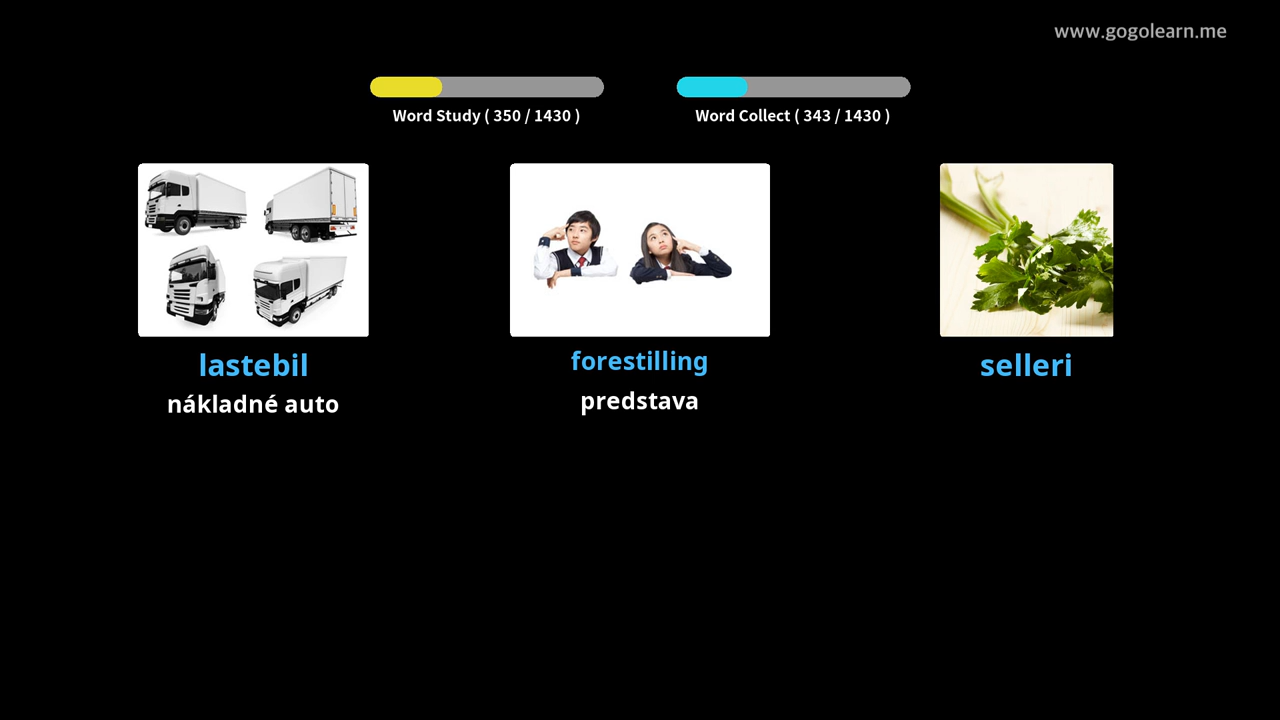 www.gogolearn.me
Word Study ( 350 / 1430 )
Word Collect ( 343 / 1430 )
lastebil
forestilling
selleri
nákladné auto
predstava